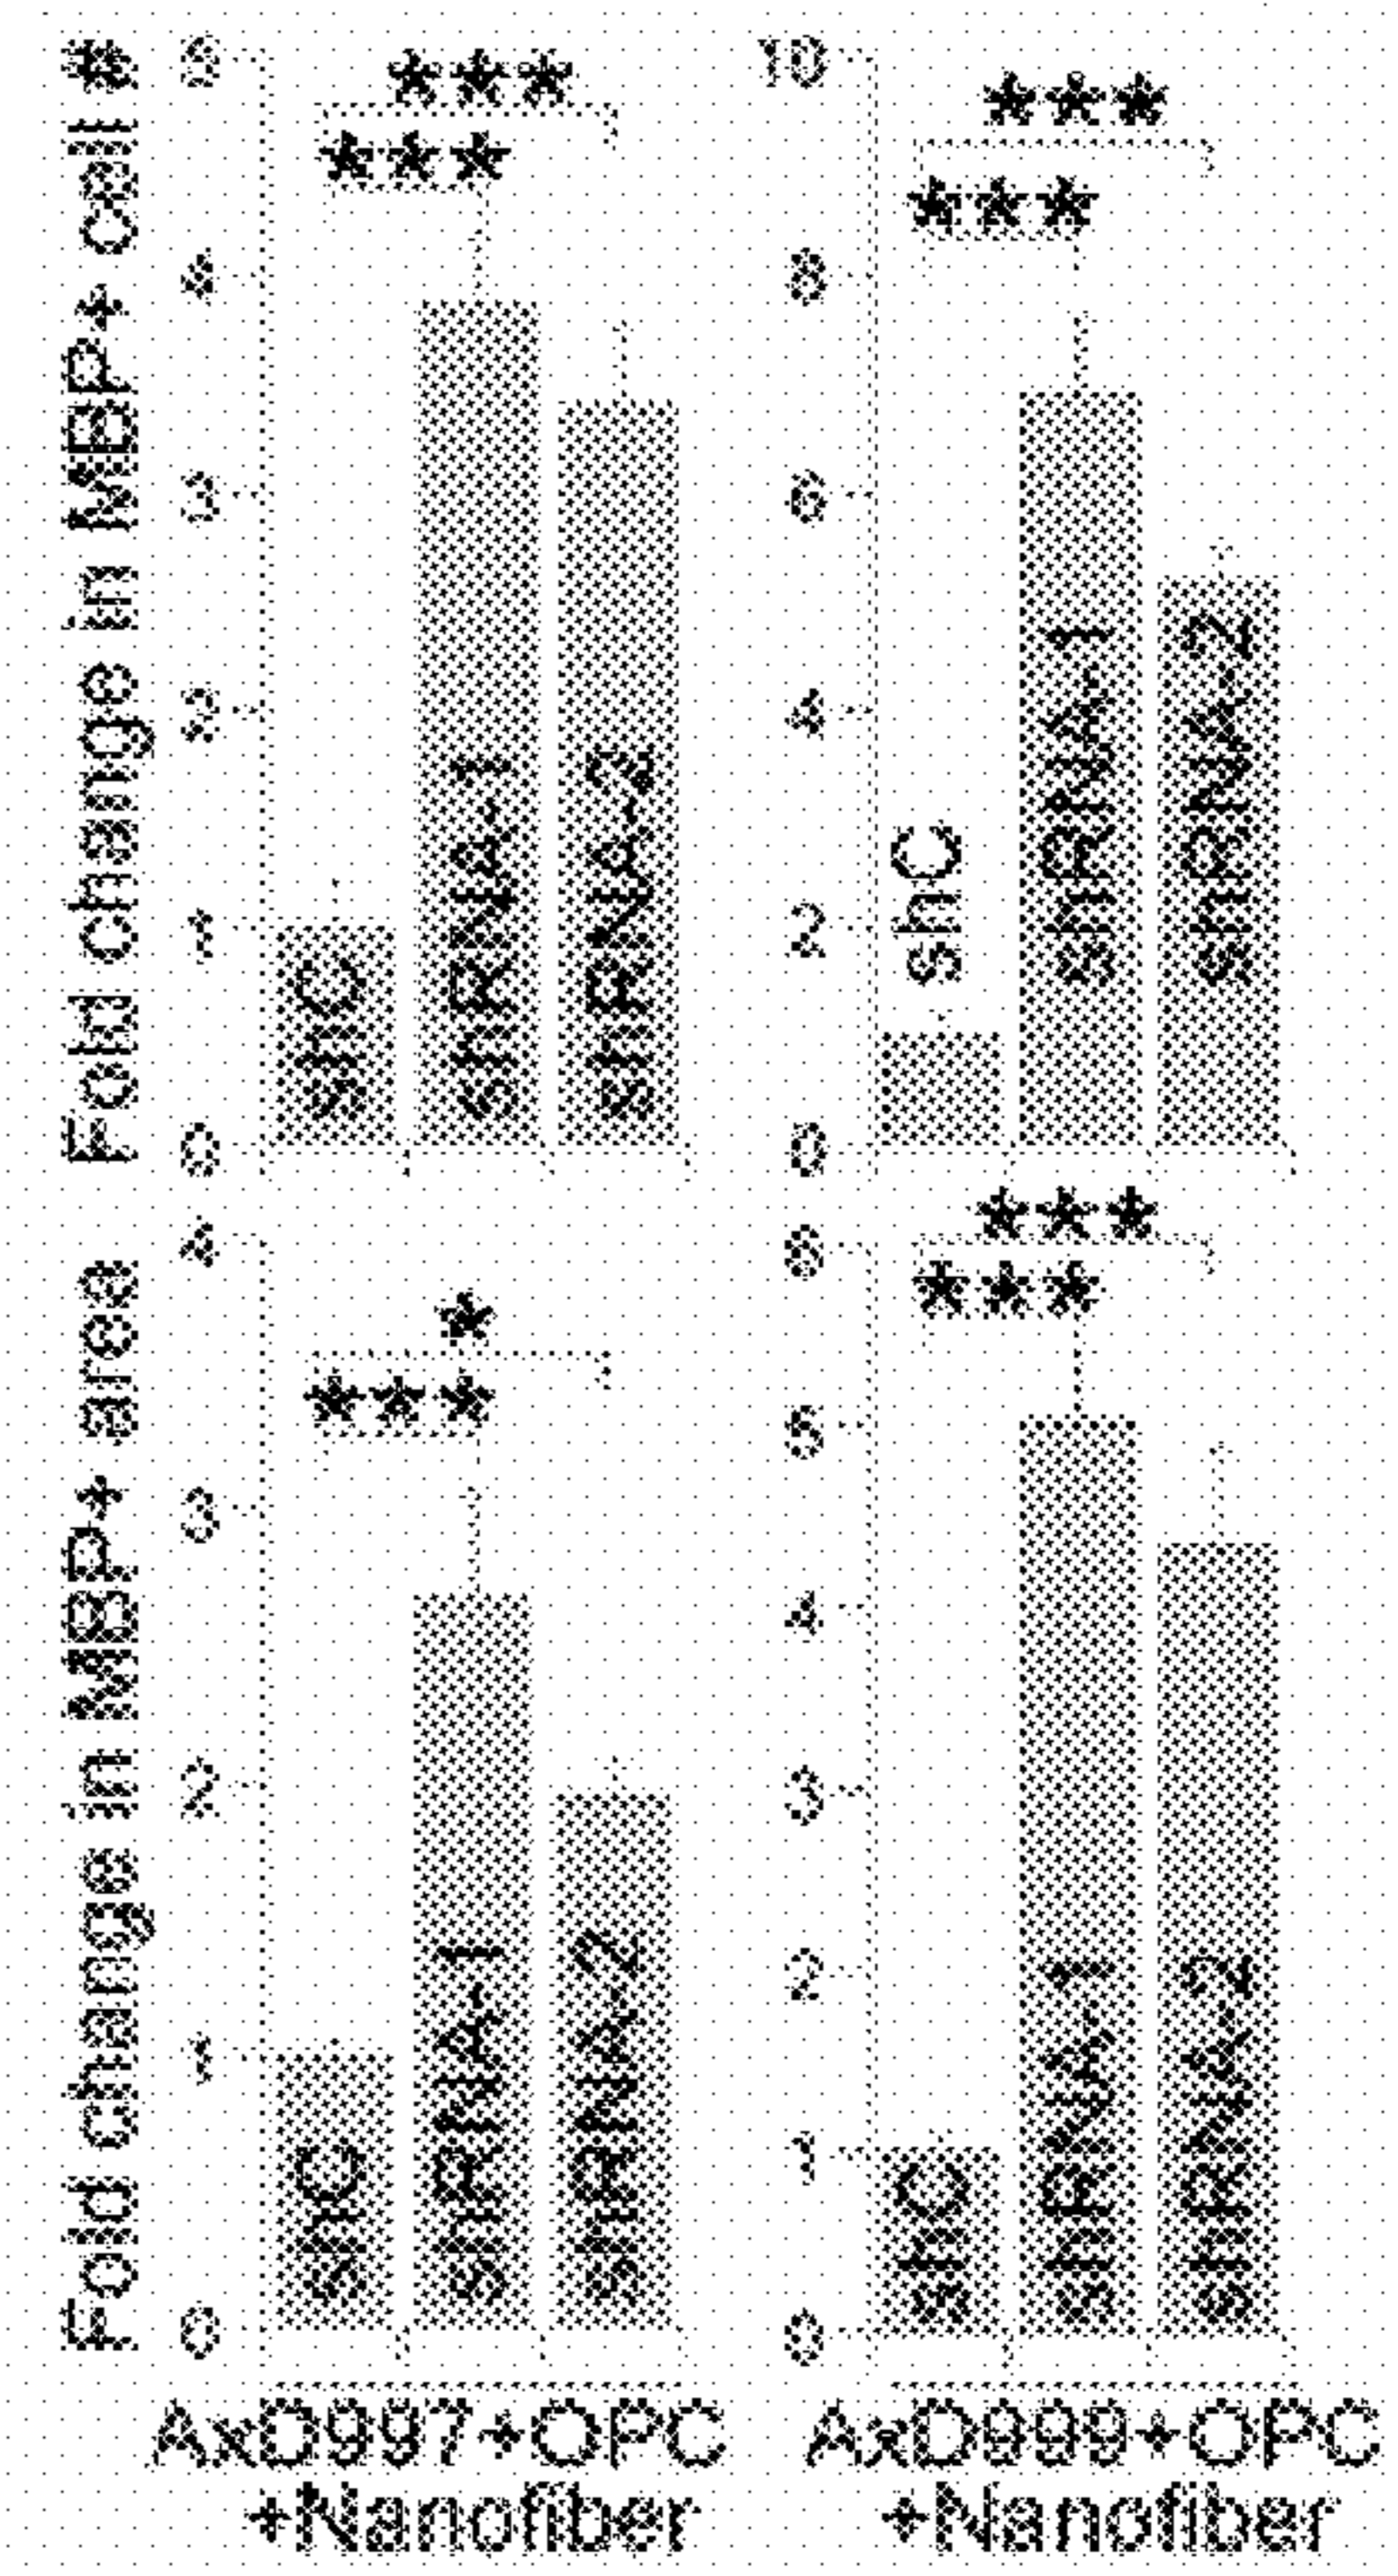 Fold change in MBP+ cell #
5
4
3
2
1
0
***
***
shC
shRNA-1
shRNA-2
10
8
6
4
2
0
***
***
shC
shRNA-1
shRNA-2
Fold change in MBP+ area
4
3
2
1
0
*
***
shC
shRNA-1
shRNA-2
6
5
4
3
2
1
0
***
***
shC
shRNA-1
shRNA-2
AxD997+OPC
+Nanofiber
AxD999+OPC
+Nanofiber